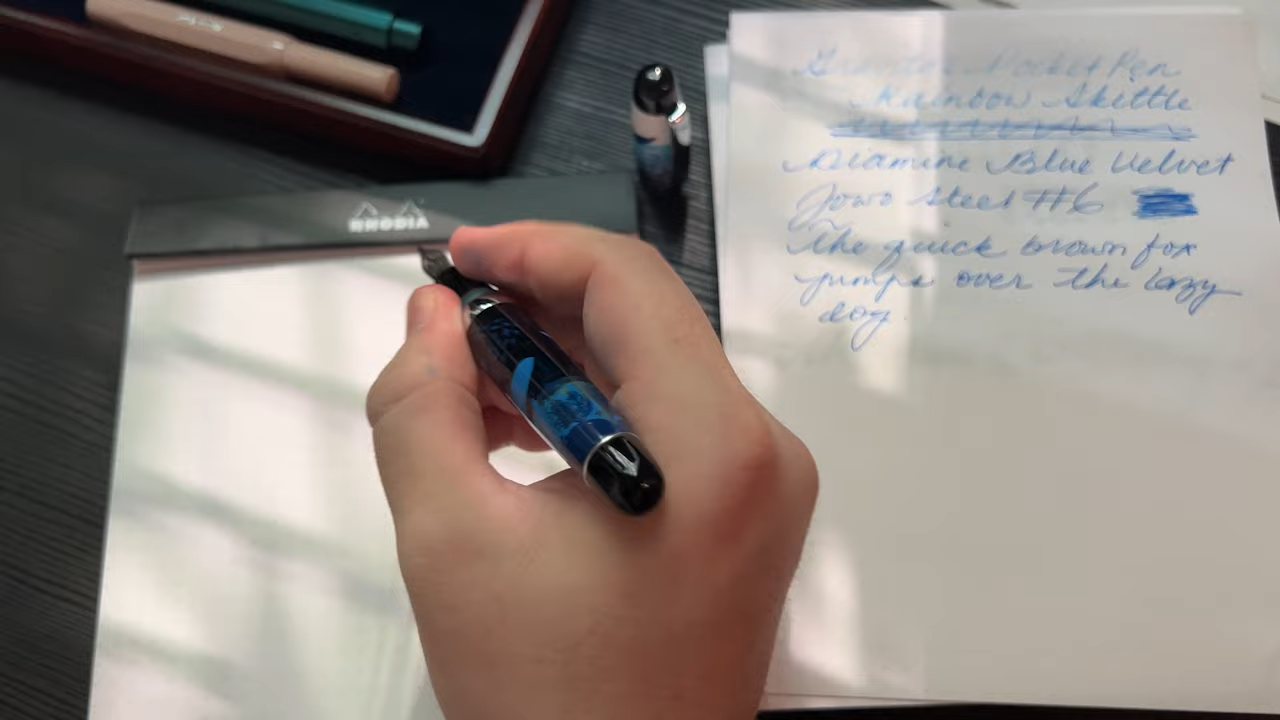 RHODIA
Pocket Pen
Rainbow Skittle
Diamine Blue Velvet
Jowo Steel #6
The quick brown fox
jumps over the lazy
dog.